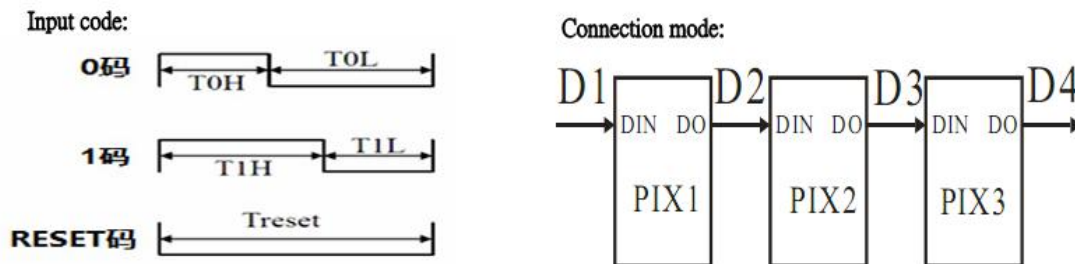 Input code:
0码
T0H
T0L
1码
T1H
T1L
RESET码
Treset
Connection mode:
D1
D2
D3
D4
DIN DO
DIN DO
DIN DO
PIX1
PIX2
PIX3